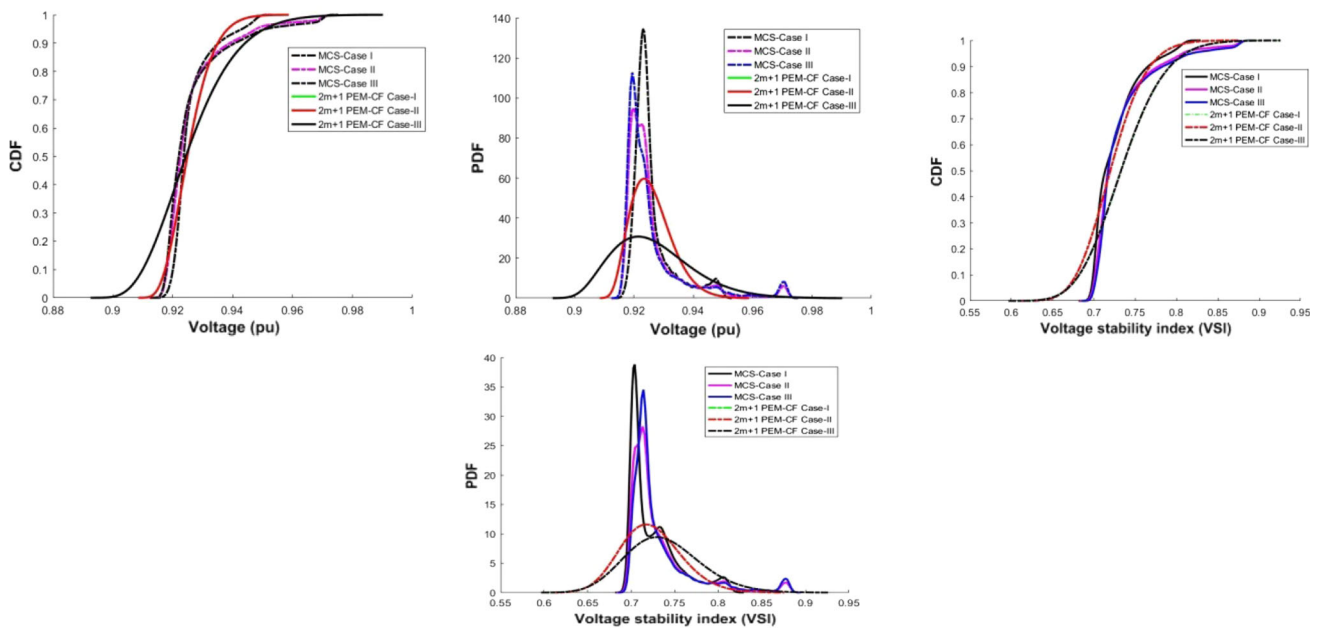 1
0.9
0.8
0.7
0.6
0.5
0.4
0.3
0.2
0.1
0
CDF
0.88 0.9 0.92 0.94 0.96 0.98 1
Voltage (pu)
MCS-Case I
MCS-Case II
MCS-Case III
2m+1 PEM-CF Case-I
2m+1 PEM-CF Case-II
2m+1 PEM-CF Case-III
140
120
100
80
60
40
20
0
PDF
0.88 0.9 0.92 0.94 0.96 0.98 1
Voltage (pu)
MCS-Case I
MCS-Case II
MCS-Case III
2m+1 PEM-CF Case-I
2m+1 PEM-CF Case-II
2m+1 PEM-CF Case-III
1
0.9
0.8
0.7
0.6
0.5
0.4
0.3
0.2
0.1
0
CDF
0.55 0.6 0.65 0.7 0.75 0.8 0.85 0.9 0.95
Voltage stability index (VSI)
MCS-Case I
MCS-Case II
MCS-Case III
2m+1 PEM-CF Case-I
2m+1 PEM-CF Case-II
2m+1 PEM-CF Case-III
40
35
30
25
20
15
10
5
0
PDF
0.55 0.6 0.65 0.7 0.75 0.8 0.85 0.9 0.95
Voltage stability index (VSI)
MCS-Case I
MCS-Case II
MCS-Case III
2m+1 PEM-CF Case-I
2m+1 PEM-CF Case-II
2m+1 PEM-CF Case-III